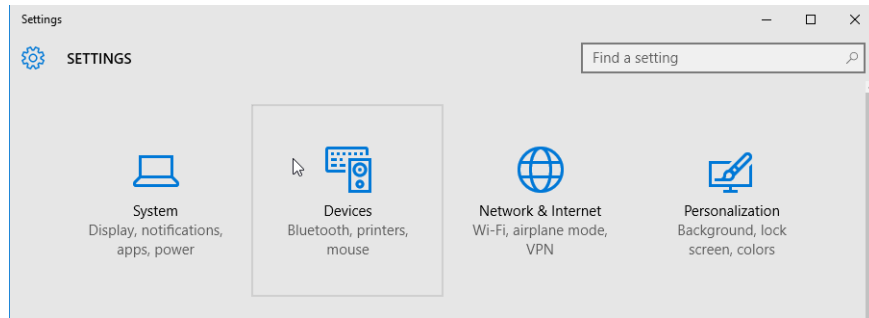 Settings
SETTINGS
Find a setting
System
Display, notifications,
apps, power
Devices
Bluetooth, printers,
mouse
Network & Internet
Wi-Fi, airplane mode,
VPN
Personalization
Background, lock
screen, colors